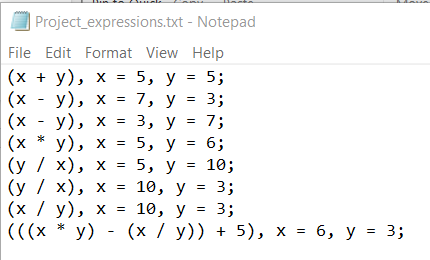 Project_expressions.txt - Notepad
File Edit Format View Help
(x + y), x = 5, y = 5;
(x - y), x = 7, y = 3;
(x - y), x = 3, y = 7;
(x * y), x = 5, y = 6;
(y / x), x = 5, y = 10;
(y / x), x = 10, y = 3;
(x / y), x = 10, y = 3;
(((x * y) - (x / y)) + 5), x = 6, y = 3;